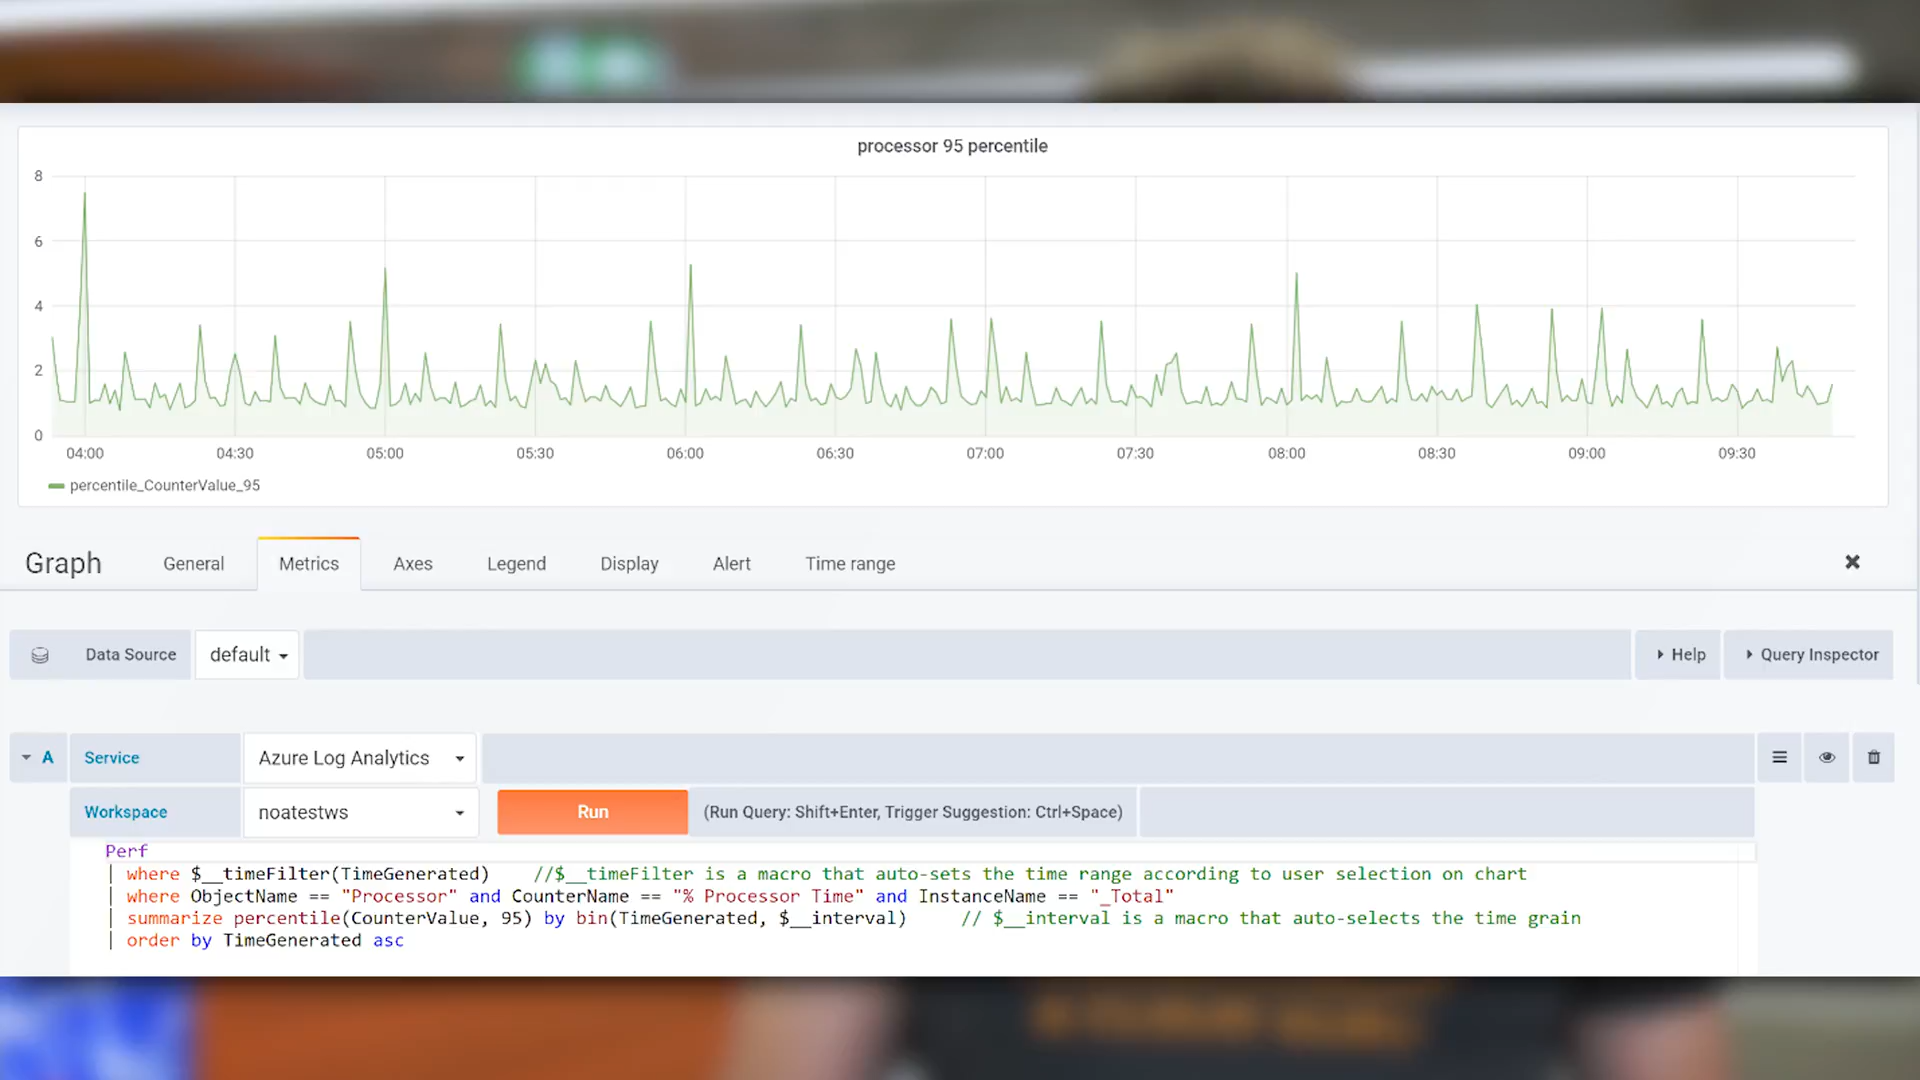 processor 95 percentile
8
6
4
2
0
04:00 04:30 05:00 05:30 06:00 06:30 07:00 07:30 08:00 08:30 09:00 09:30
percentile_CounterValue_95
Graph General Metrics Axes Legend Display Alert Time range
Data Source default Help Query Inspector
A Service Azure Log Analytics
Workspace noatestws Run (Run Query: Shift+Enter, Trigger Suggestion: Ctrl+Space)
Perf
| where $__timeFilter(TimeGenerated) //$__timeFilter is a macro that auto-sets the time range according to user selection on chart
| where ObjectName == "Processor" and CounterName == "% Processor Time" and InstanceName == "_Total"
| summarize percentile(CounterValue, 95) by bin(TimeGenerated, $__interval) // $__interval is a macro that auto-selects the time grain
| order by TimeGenerated asc